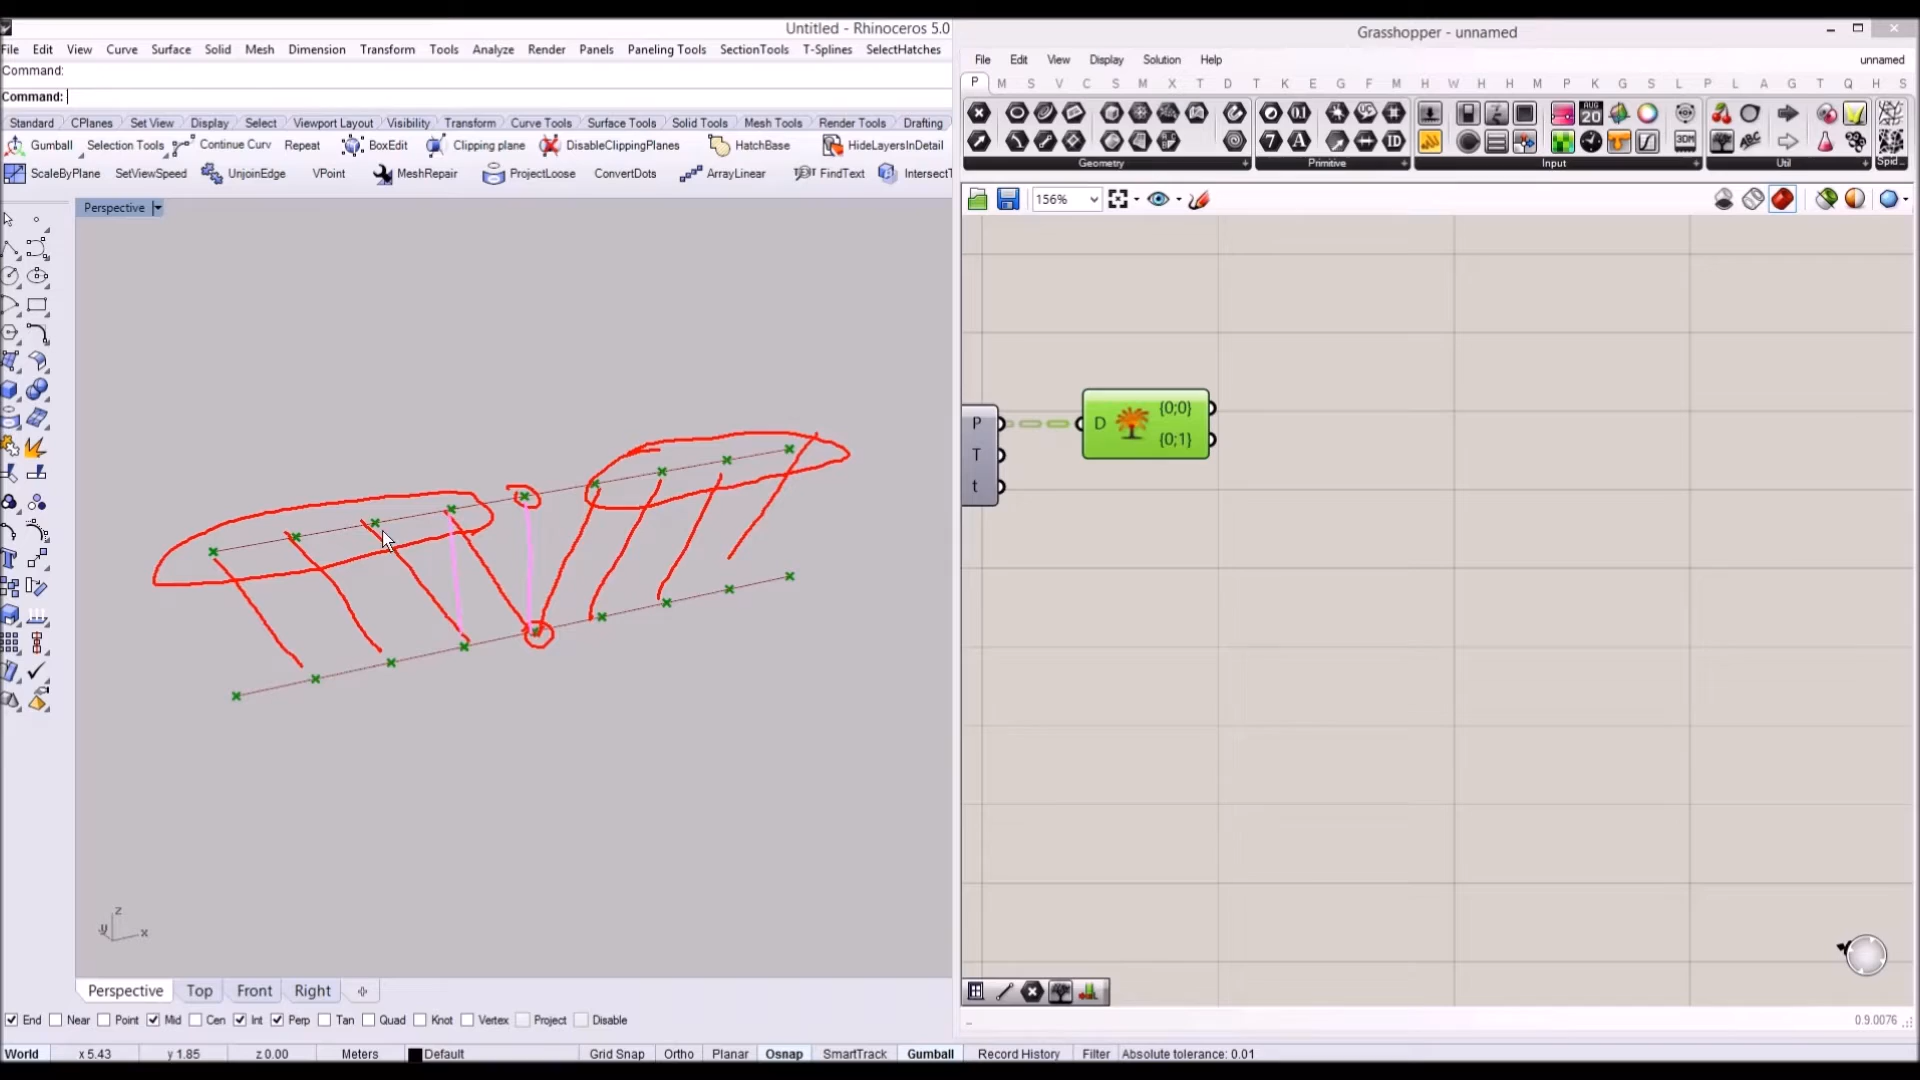 Untitled - Rhinoceros 5.0
File Edit View Curve Surface Solid Mesh Dimension Transform Tools Analyze Render Panels Paneling Tools SectionTools T-Splines SelectHatches
Command:
Command:
Standard CPlanes Set View Display Select Viewport Layout Visibility Transform Curve Tools Surface Tools Solid Tools Mesh Tools Render Tools Drafting
Gumball Selection Tools Continue Curv Repeat BoxEdit Clipping plane DisableClippingPlanes HatchBase HideLayersInDetail
ScaleByPlane SetViewSpeed UnjoinEdge VPoint MeshRepair ProjectLoose ConvertDots ArrayLinear FindText IntersectT
Perspective
z
y x
Perspective Top Front Right
End Near Point Mid Cen Int Perp Tan Quad Knot Vertex Project Disable
World x 5.43 y 1.85 z 0.00 Meters Default Grid Snap Ortho Planar Osnap SmartTrack Gumball Record History Filter Absolute tolerance: 0.01
Grasshopper - unnamed
File Edit View Display Solution Help unnamed
P M S V C S M X T D T E G F M H W H H M P K G S L P L A G T Q H S
Geometry Primitive Input Util Spid...
156%
P
T
t
D {0;0}
{0;1}
0.9.0076